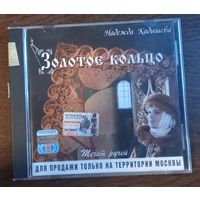 Надежда Кадышева
Золотое кольцо
Течёт ручей
ДЛЯ ПРОДАЖИ ТОЛЬКО НА ТЕРРИТОРИИ МОСКВЫ